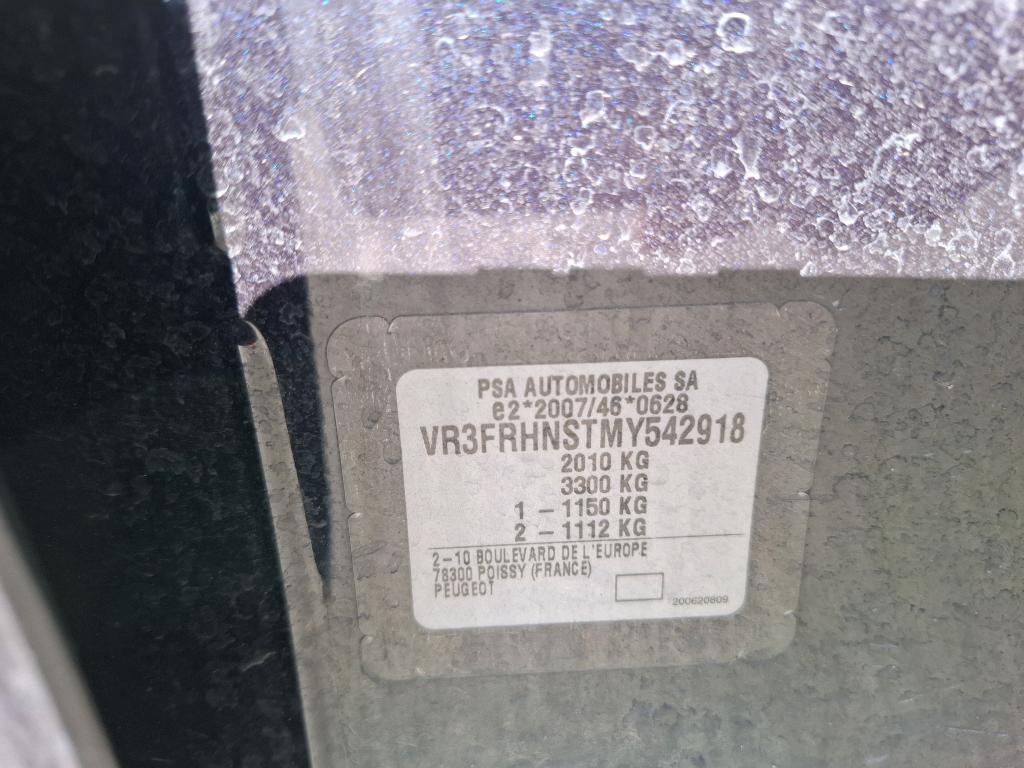 PSA AUTOMOBILES SA
e2*2007/46*0628
VR3FRHNSTMY542918
2010 KG
3300 KG
1 – 1150 KG
2 – 1112 KG
2–10 BOULEVARD DE L'EUROPE
78300 POISSY (FRANCE)
PEUGEOT
200620809